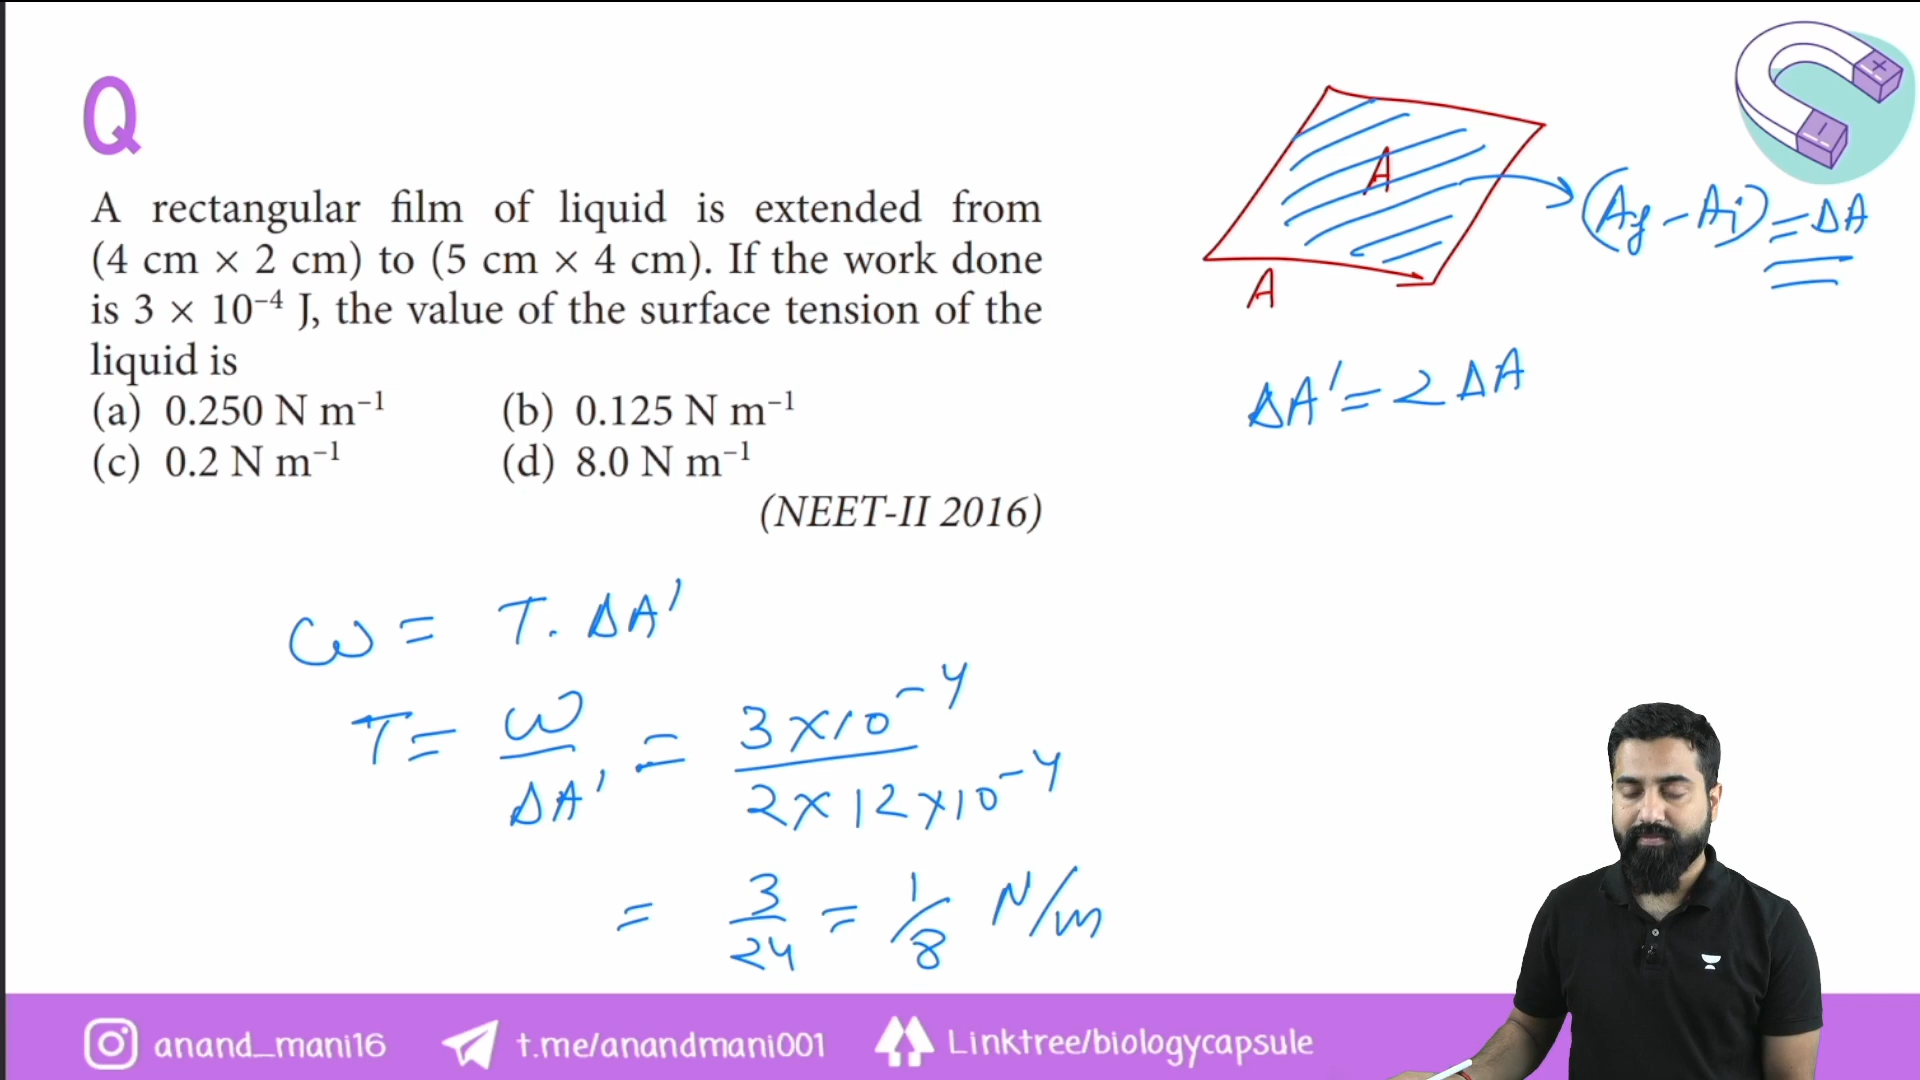 Q
A rectangular film of liquid is extended from
(4 cm × 2 cm) to (5 cm × 4 cm). If the work done
is 3 × 10⁻⁴ J, the value of the surface tension of the
liquid is
(a) 0.250 N m⁻¹ (b) 0.125 N m⁻¹
(c) 0.2 N m⁻¹ (d) 8.0 N m⁻¹
(NEET-II 2016)
A
A
(Af - Ai) = ΔA
ΔA' = 2 ΔA
+
-
ω = T. ΔA'
T = ω/ΔA' = 3×10⁻⁴/2×12×10⁻⁴
= 3/24 = 1/8 N/m
anand_mani16 t.me/anandmani001 Linktree/biologycapsule